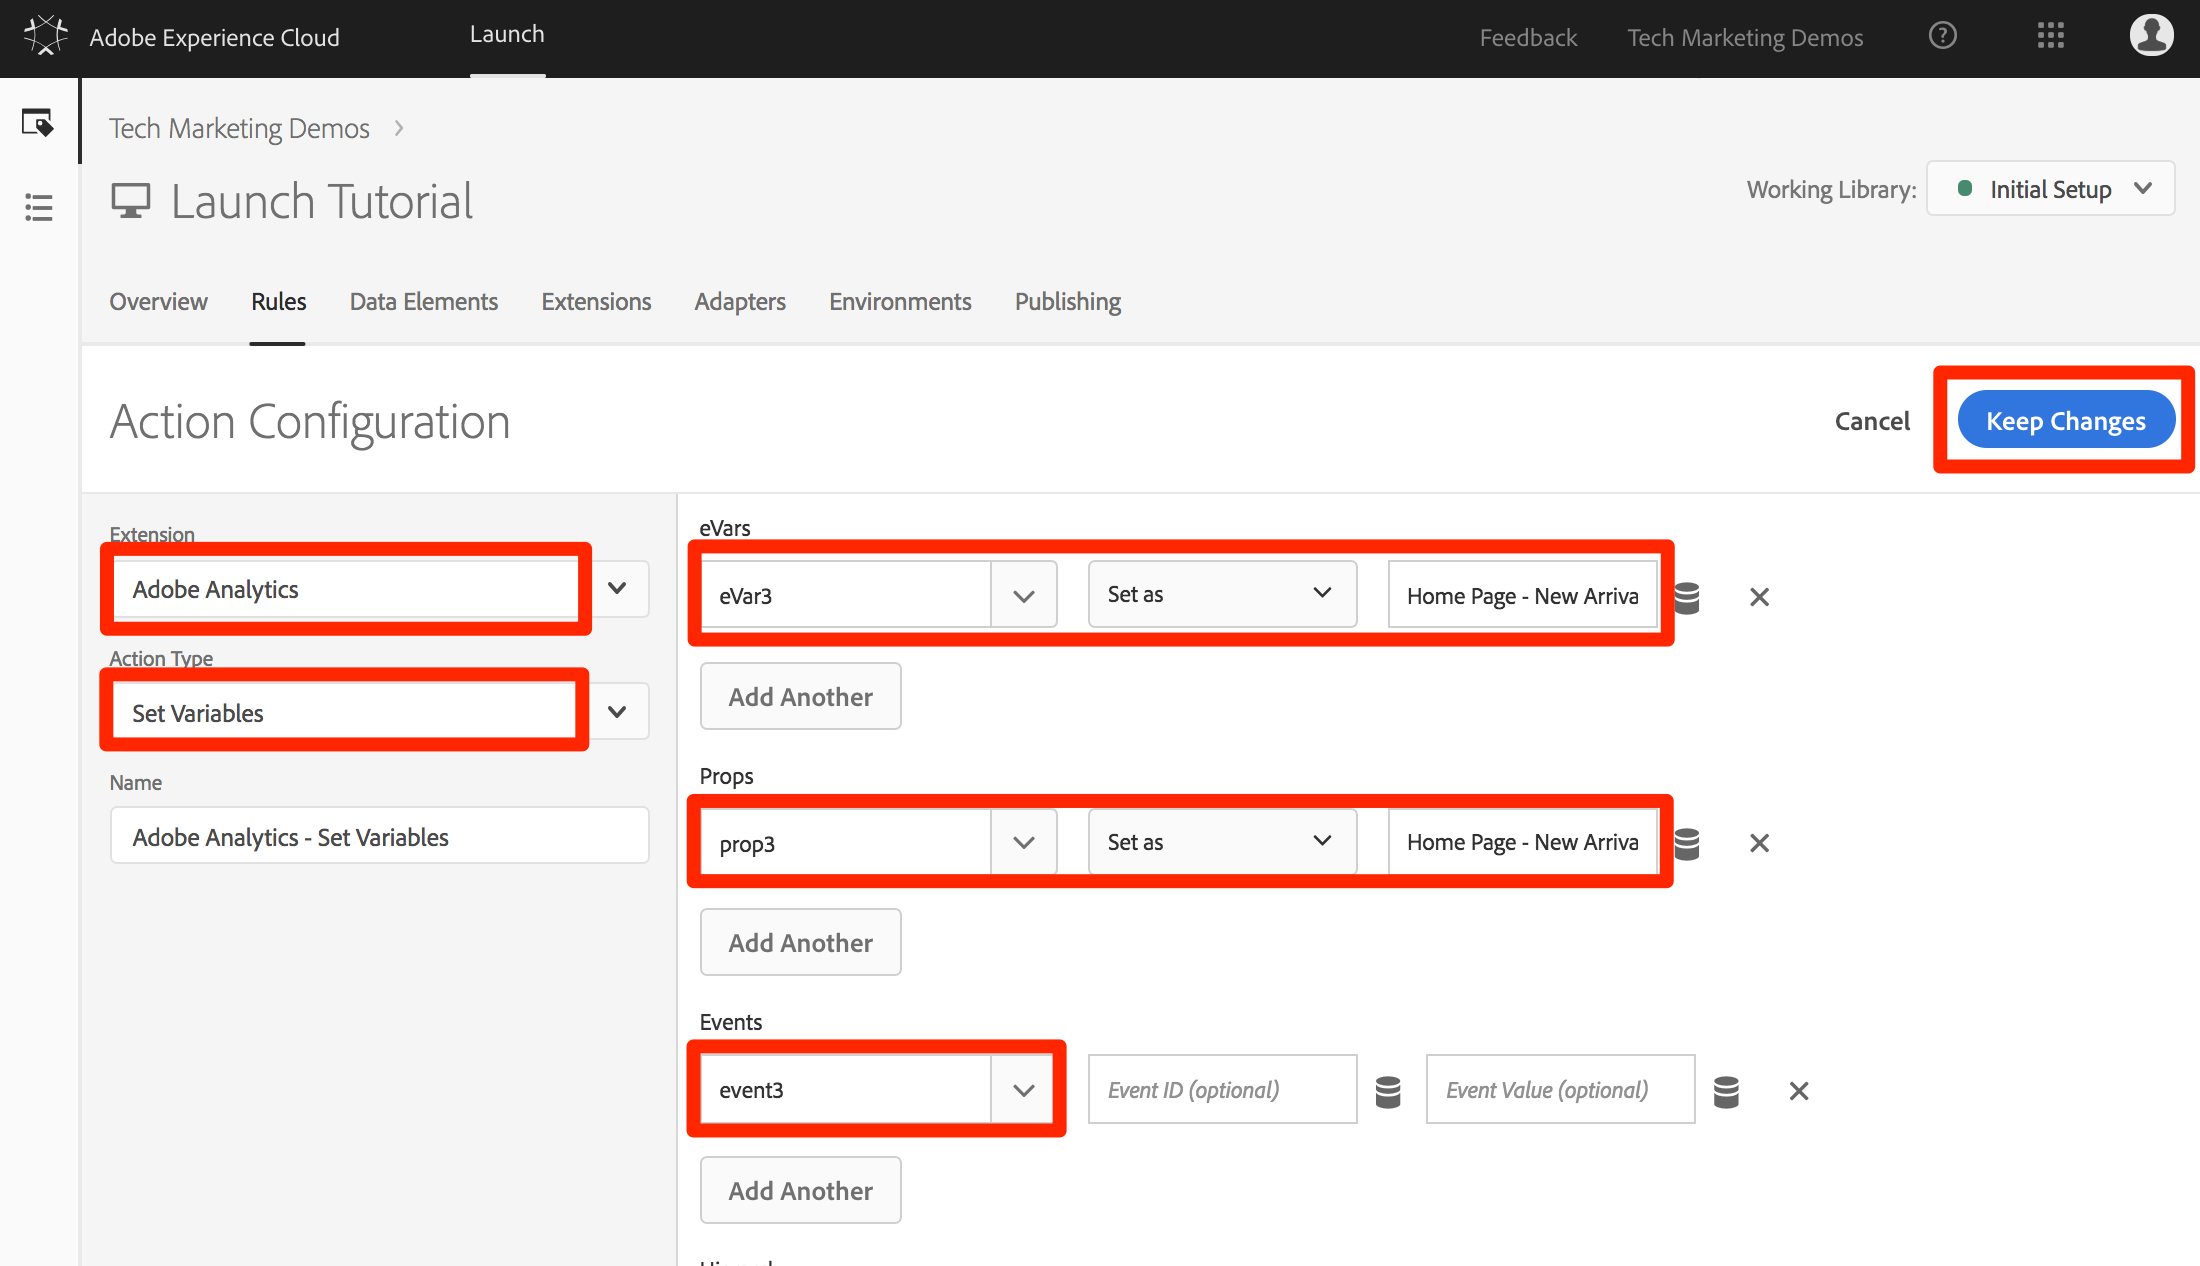 Adobe Experience Cloud
Launch
Feedback
Tech Marketing Demos
Tech Marketing Demos
Launch Tutorial
Working Library:
Initial Setup
Overview
Rules
Data Elements
Extensions
Adapters
Environments
Publishing
Action Configuration
Cancel
Keep Changes
Extension
Adobe Analytics
Action Type
Set Variables
Name
Adobe Analytics - Set Variables
eVars
eVar3
Set as
Home Page - New Arriva
Add Another
Props
prop3
Set as
Home Page - New Arriva
Add Another
Events
event3
Event ID (optional)
Event Value (optional)
Add Another